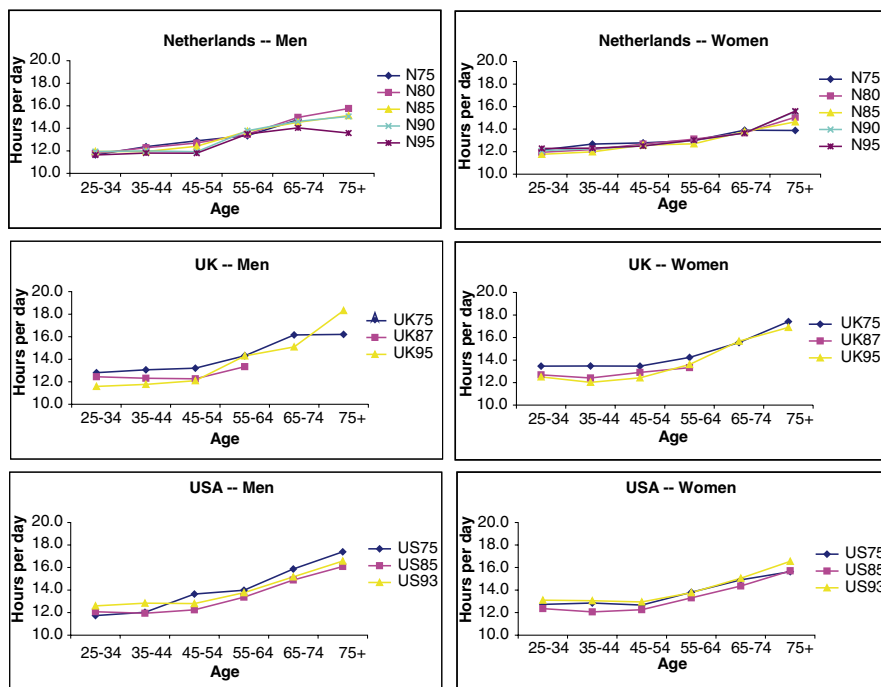 Netherlands -- Men
Hours per day
20.0
18.0
16.0
14.0
12.0
10.0
25-34 35-44 45-54 55-64 65-74 75+
Age
N75
N80
N85
N90
N95
Netherlands -- Women
Hours per day
20.0
18.0
16.0
14.0
12.0
10.0
25-34 35-44 45-54 55-64 65-74 75+
Age
N75
N80
N85
N90
N95
UK -- Men
Hours per day
20.0
18.0
16.0
14.0
12.0
10.0
25-34 35-44 45-54 55-64 65-74 75+
Age
UK75
UK87
UK95
UK -- Women
Hours per day
20.0
18.0
16.0
14.0
12.0
10.0
25-34 35-44 45-54 55-64 65-74 75+
Age
UK75
UK87
UK95
USA -- Men
Hours per day
20.0
18.0
16.0
14.0
12.0
10.0
25-34 35-44 45-54 55-64 65-74 75+
Age
US75
US85
US93
USA -- Women
Hours per day
20.0
18.0
16.0
14.0
12.0
10.0
25-34 35-44 45-54 55-64 65-74 75+
Age
US75
US85
US93